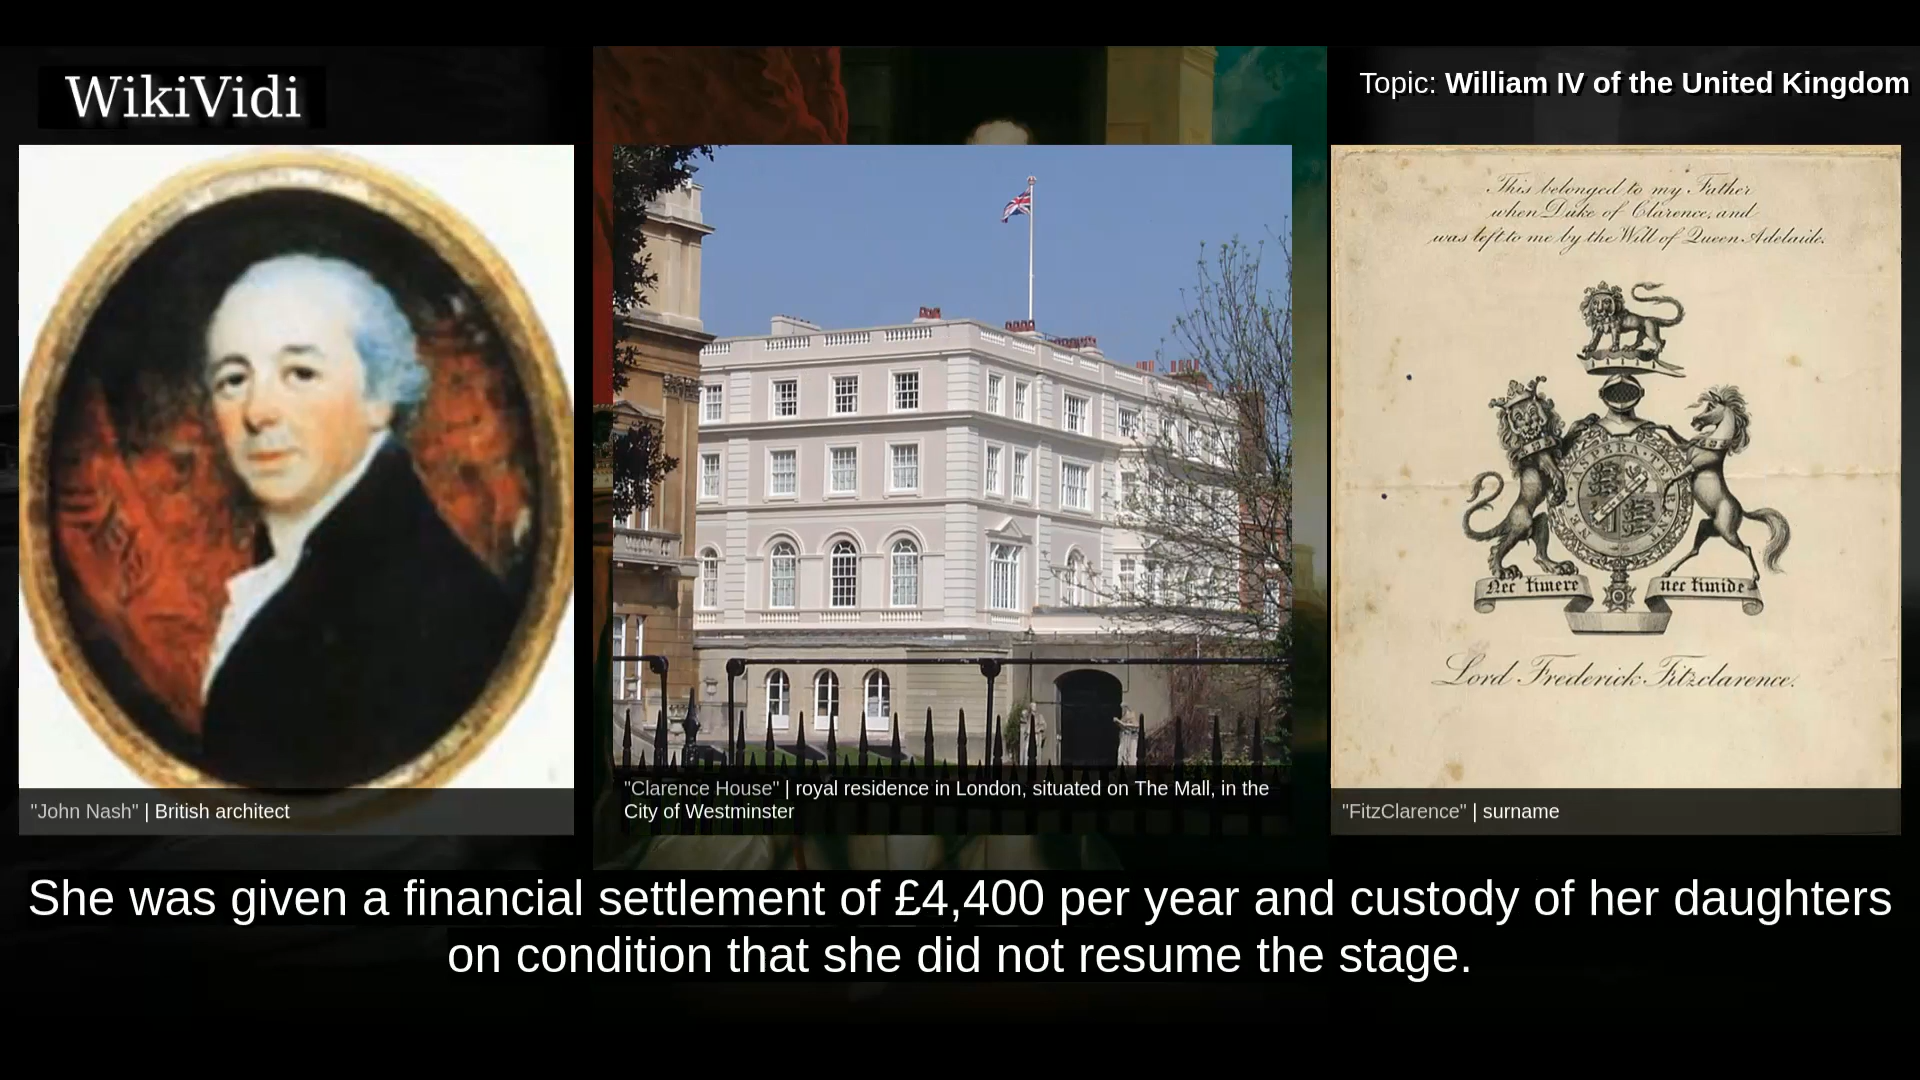 WikiVidi
Topic: William IV of the United Kingdom
This belonged to my Father
when Duke of Clarence, and
was left to me by the Will of Queen Adelaide.
Nec timere nec timide
Lord Frederick Fitzclarence.
"John Nash" | British architect
"Clarence House" | royal residence in London, situated on The Mall, in the
City of Westminster
"FitzClarence" | surname
She was given a financial settlement of £4,400 per year and custody of her daughters
on condition that she did not resume the stage.